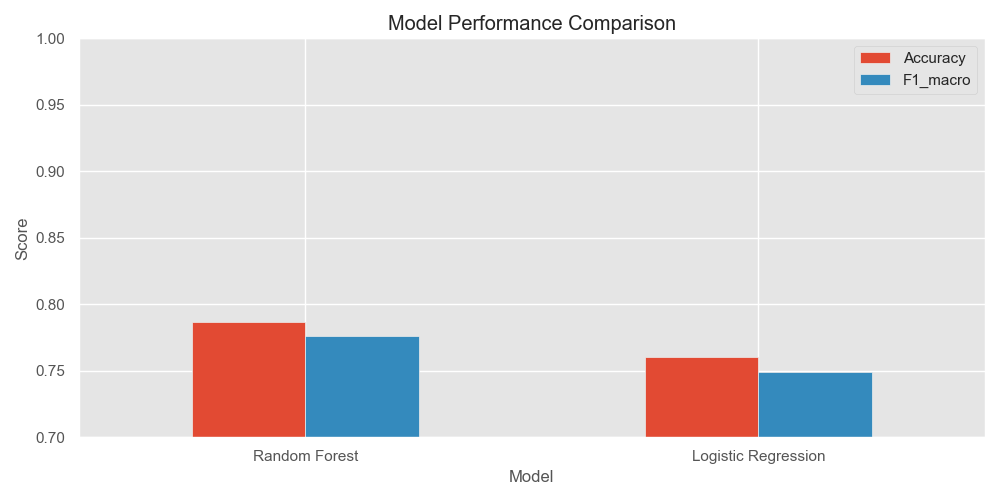 Model Performance Comparison
1.00
0.95
0.90
0.85
0.80
0.75
0.70
Score
Accuracy
F1_macro
Random Forest
Logistic Regression
Model